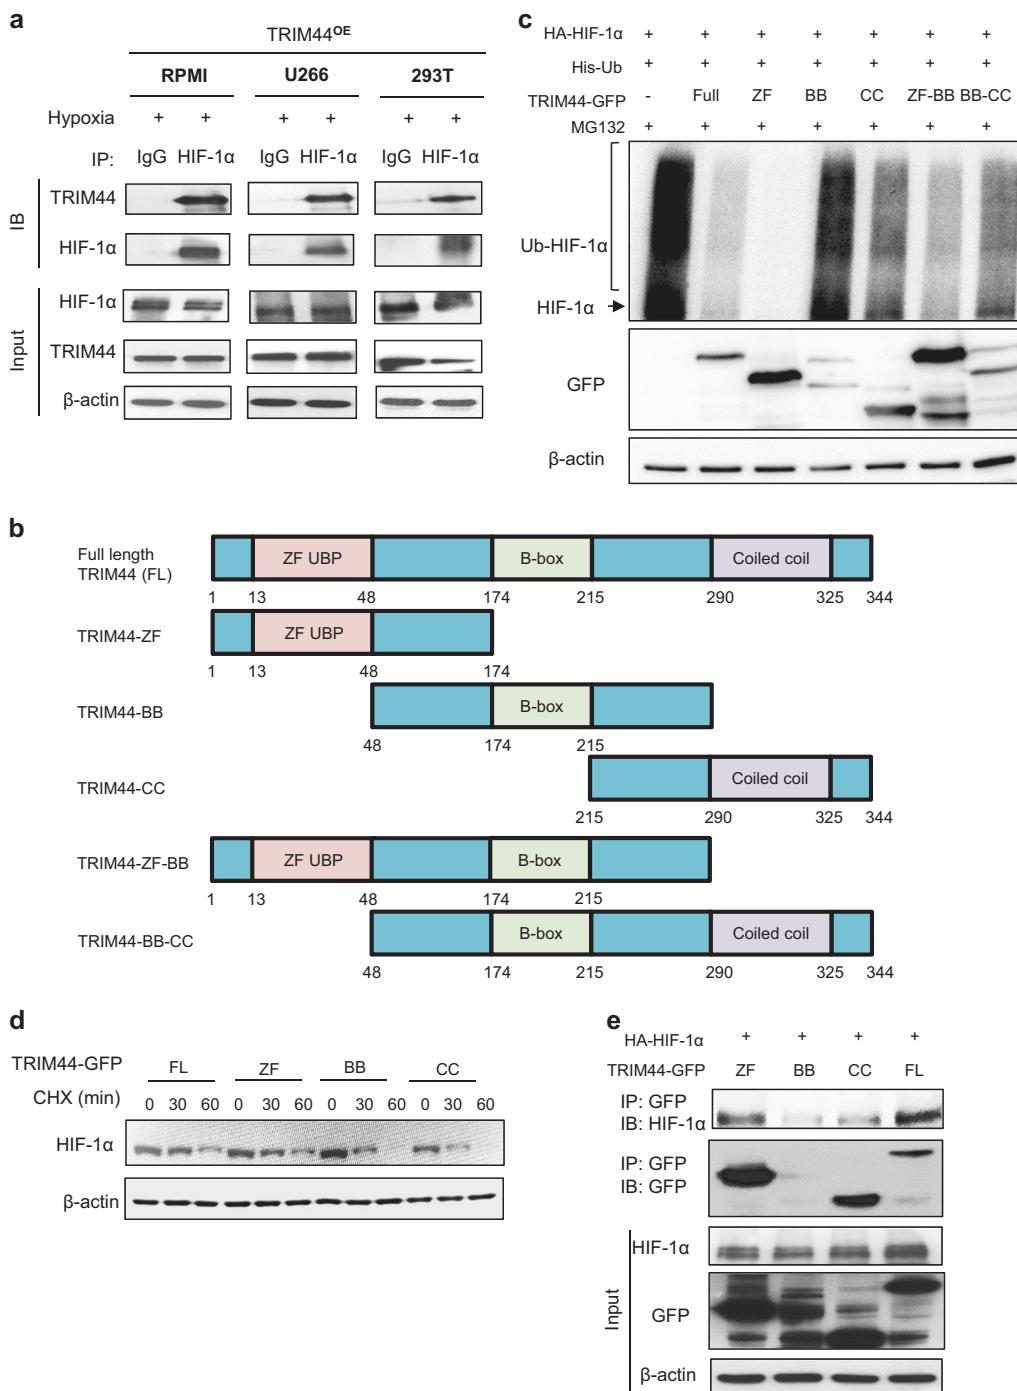 a
TRIM44OE
RPMI U266 293T
Hypoxia + + + + + +
IP: IgG HIF-1α IgG HIF-1α IgG HIF-1α
IB
TRIM44
HIF-1α
Input
HIF-1α
TRIM44
β-actin
c
HA-HIF-1α + + + + + + +
His-Ub + + + + + + +
TRIM44-GFP - Full ZF BB CC ZF-BB BB-CC
MG132 + + + + + + +
Ub-HIF-1α
HIF-1α
GFP
β-actin
b
Full length
TRIM44 (FL)
ZF UBP B-box Coiled coil
1 13 48 174 215 290 325 344
TRIM44-ZF
ZF UBP
1 13 48 174
TRIM44-BB
B-box
48 174 215
TRIM44-CC
Coiled coil
215 290 325 344
TRIM44-ZF-BB
ZF UBP B-box
1 13 48 174 215
TRIM44-BB-CC
B-box Coiled coil
48 174 215 290 325 344
d
TRIM44-GFP FL ZF BB CC
CHX (min) 0 30 60 0 30 60 0 30 60 0 30 60
HIF-1α
β-actin
e
HA-HIF-1α + + + +
TRIM44-GFP ZF BB CC FL
IP: GFP
IB: HIF-1α
IP: GFP
IB: GFP
Input
HIF-1α
GFP
β-actin